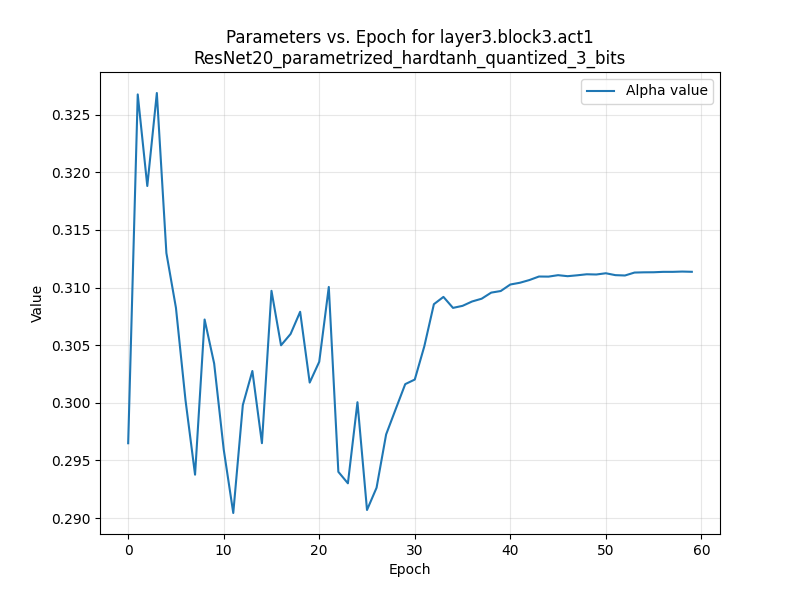 Parameters vs. Epoch for layer3.block3.act1
ResNet20_parametrized_hardtanh_quantized_3_bits
Alpha value
0.325
0.320
0.315
0.310
0.305
0.300
0.295
0.290
Value
0 10 20 30 40 50 60
Epoch